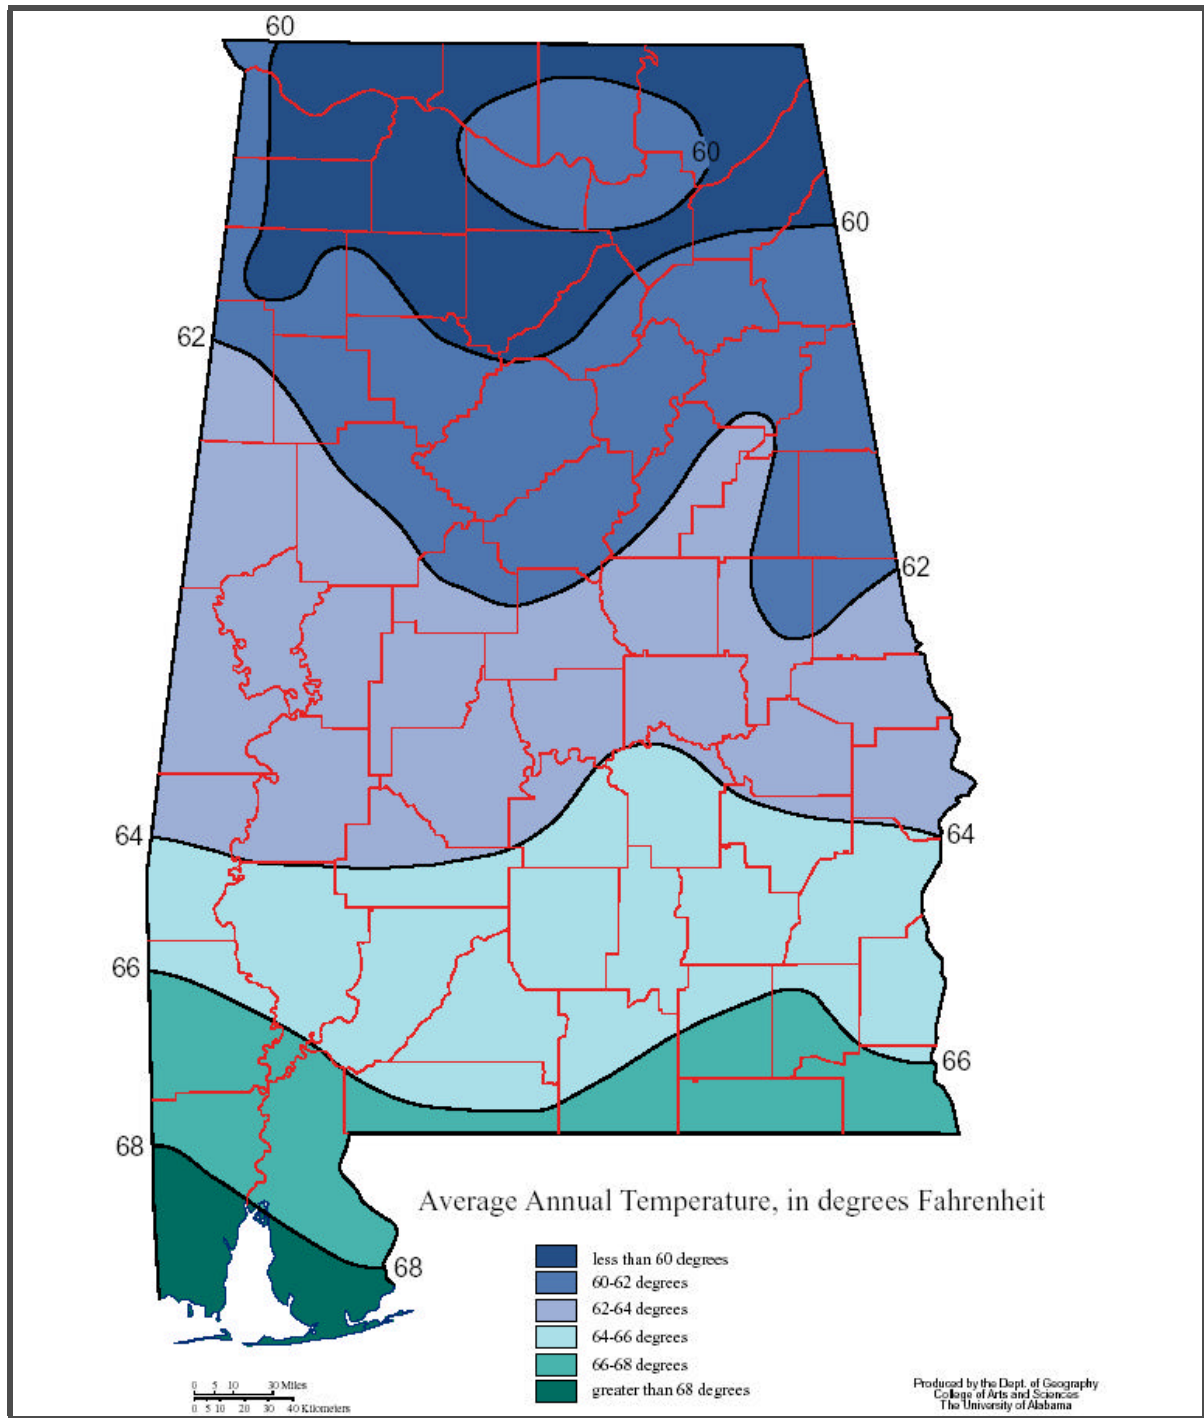 60
60
60
62
62
64
64
66
66
68
68
Average Annual Temperature, in degrees Fahrenheit
less than 60 degrees
60-62 degrees
62-64 degrees
64-66 degrees
66-68 degrees
greater than 68 degrees
0 5 10 30 Miles
0 5 10 20 30 40 Kilometers
Produced by the Dept. of Geography
College of Arts and Sciences
The University of Alabama